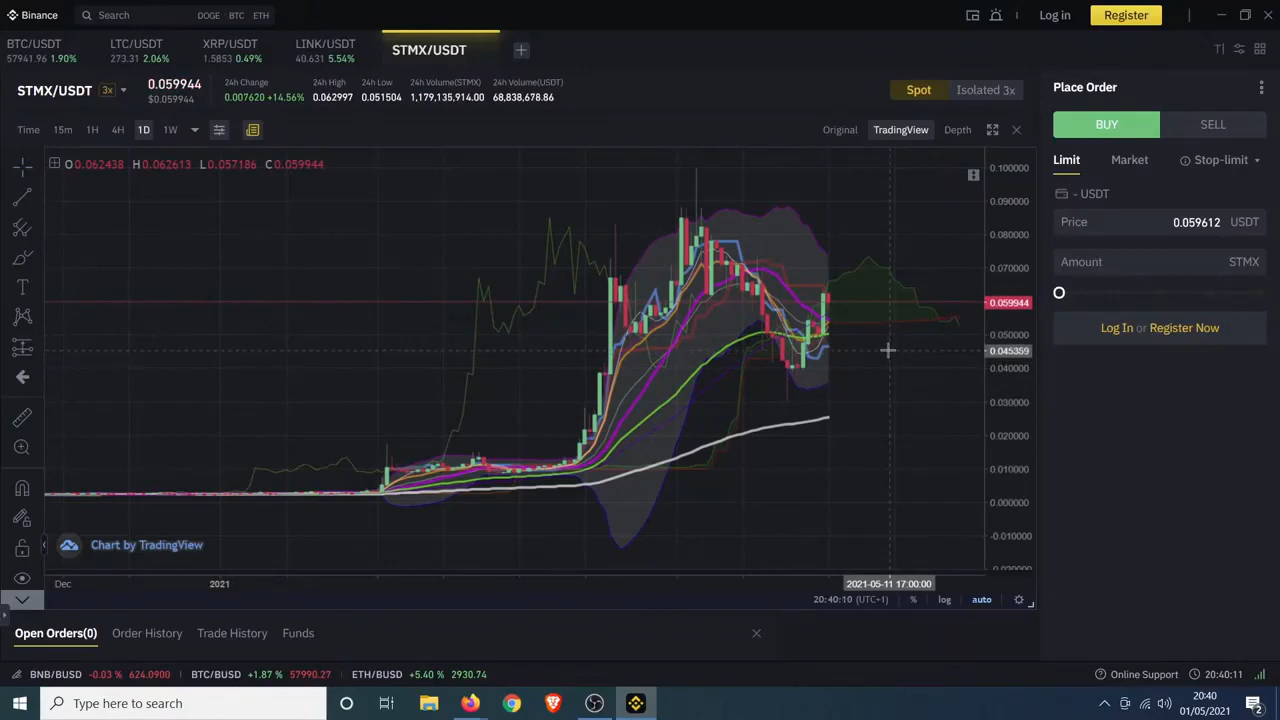 Binance
Search DOGE BTC ETH
Log in Register
BTC/USDT LTC/USDT XRP/USDT LINK/USDT STMX/USDT
57941.96 1.90% 273.31 2.06% 1.5853 0.49% 40.631 5.54%
STMX/USDT 3x 0.059944 $0.059944
24h Change 24h High 24h Low 24h Volume(STMX) 24h Volume(USDT)
0.007620 +14.56% 0.062997 0.051504 1,179,135,914.00 68,838,678.86
Spot Isolated 3x
Time 15m 1H 4H 1D 1W
Original TradingView Depth
O0.062438 H0.062613 L0.057186 C0.059944
0.100000
0.090000
0.080000
0.070000
0.059944
0.050000
0.045359
0.040000
0.030000
0.020000
0.010000
0.000000
-0.010000
-0.020000
Chart by TradingView
Dec 2021 2021-05-11 17:00:00
20:40:10 (UTC+1) % log auto
Place Order
BUY SELL
Limit Market Stop-limit
- USDT
Price 0.059612 USDT
Amount STMX
Log In or Register Now
Open Orders(0) Order History Trade History Funds
BNB/BUSD -0.03 % 624.0900 BTC/BUSD +1.87 % 57990.27 ETH/BUSD +5.40 % 2930.74
Online Support 20:40:11
Type here to search
20:40
01/05/2021
2